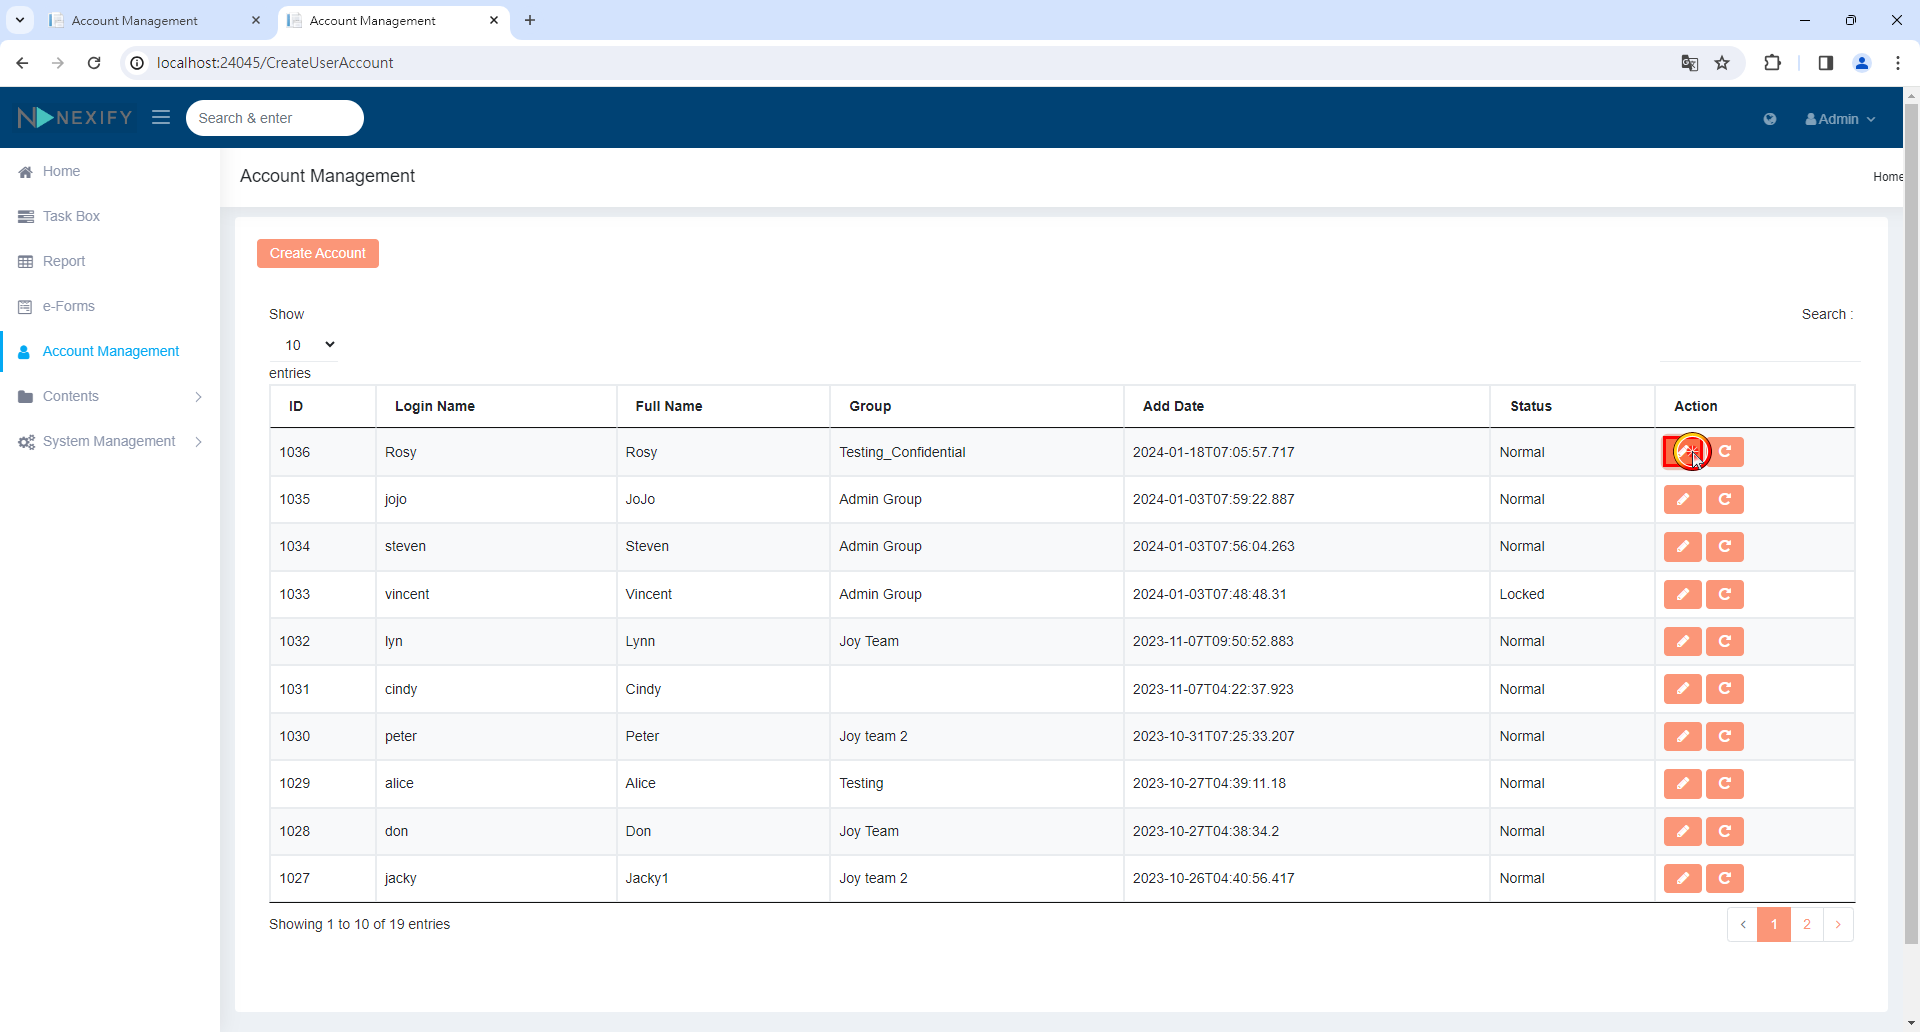 Account Management
Account Management
localhost:24045/CreateUserAccount
NEXIFY
Search & enter
Admin
Home
Task Box
Report
e-Forms
Account Management
Contents
System Management
Account Management
Home
Create Account
Show
10
entries
Search :
ID Login Name Full Name Group Add Date Status Action
1036 Rosy Rosy Testing_Confidential 2024-01-18T07:05:57.717 Normal
1035 jojo JoJo Admin Group 2024-01-03T07:59:22.887 Normal
1034 steven Steven Admin Group 2024-01-03T07:56:04.263 Normal
1033 vincent Vincent Admin Group 2024-01-03T07:48:48.31 Locked
1032 lyn Lynn Joy Team 2023-11-07T09:50:52.883 Normal
1031 cindy Cindy 2023-11-07T04:22:37.923 Normal
1030 peter Peter Joy team 2 2023-10-31T07:25:33.207 Normal
1029 alice Alice Testing 2023-10-27T04:39:11.18 Normal
1028 don Don Joy Team 2023-10-27T04:38:34.2 Normal
1027 jacky Jacky1 Joy team 2 2023-10-26T04:40:56.417 Normal
Showing 1 to 10 of 19 entries
‹ 1 2 ›